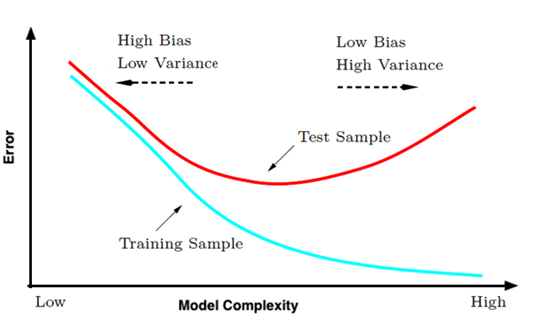 High Bias
Low Variance
Low Bias
High Variance
Test Sample
Error
Training Sample
Low
Model Complexity
High